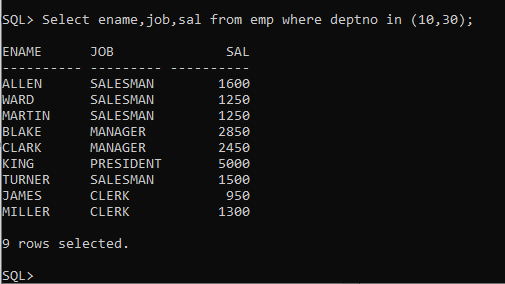 SQL> Select ename,job,sal from emp where deptno in (10,30);
ENAME      JOB              SAL
---------- --------- ----------
ALLEN      SALESMAN        1600
WARD       SALESMAN        1250
MARTIN     SALESMAN        1250
BLAKE      MANAGER         2850
CLARK      MANAGER         2450
KING       PRESIDENT       5000
TURNER     SALESMAN        1500
JAMES      CLERK            950
MILLER     CLERK           1300
9 rows selected.
SQL>